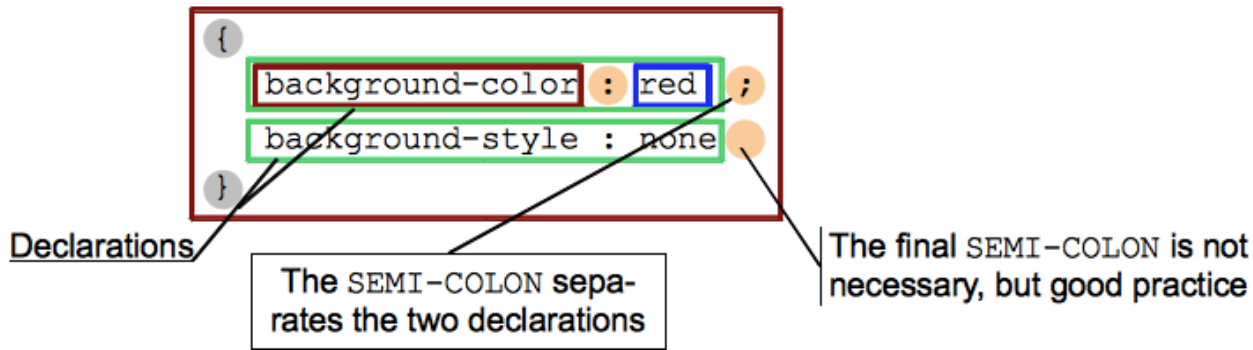 {
background-color : red ;
background-style : none
}
Declarations
The SEMI-COLON sepa-
rates the two declarations
The final SEMI-COLON is not
necessary, but good practice